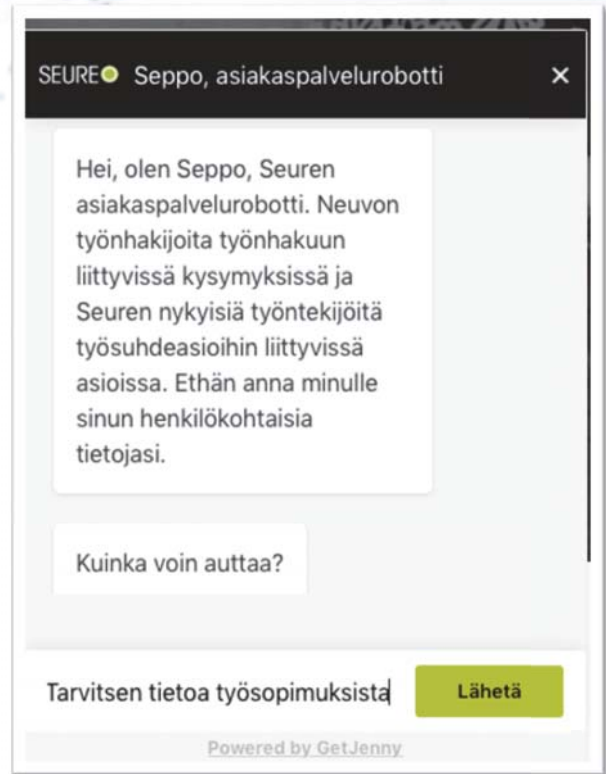 SEURE Seppo, asiakaspalvelurobotti ×
Hei, olen Seppo, Seuren
asiakaspalvelurobotti. Neuvon
työnhakijoita työnhakuun
liittyvissä kysymyksissä ja
Seuren nykyisiä työntekijöitä
työsuhdeasioihin liittyvissä
asioissa. Ethän anna minulle
sinun henkilökohtaisia
tietojasi.
Kuinka voin auttaa?
Tarvitsen tietoa työsopimuksista Lähetä
Powered by GetJenny